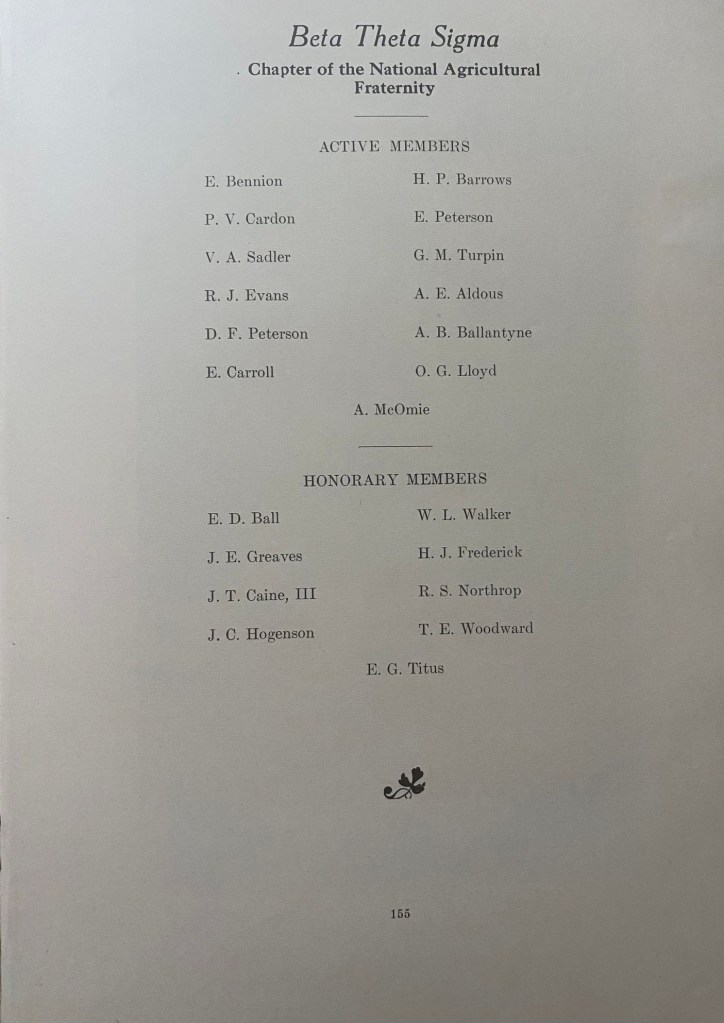 Beta Theta Sigma
Chapter of the National Agricultural
Fraternity
ACTIVE MEMBERS
E. Bennion H. P. Barrows
P. V. Cardon E. Peterson
V. A. Sadler G. M. Turpin
R. J. Evans A. E. Aldous
D. F. Peterson A. B. Ballantyne
E. Carroll O. G. Lloyd
A. McOmie
HONORARY MEMBERS
E. D. Ball W. L. Walker
J. E. Greaves H. J. Frederick
J. T. Caine, III R. S. Northrop
J. C. Hogenson T. E. Woodward
E. G. Titus
155